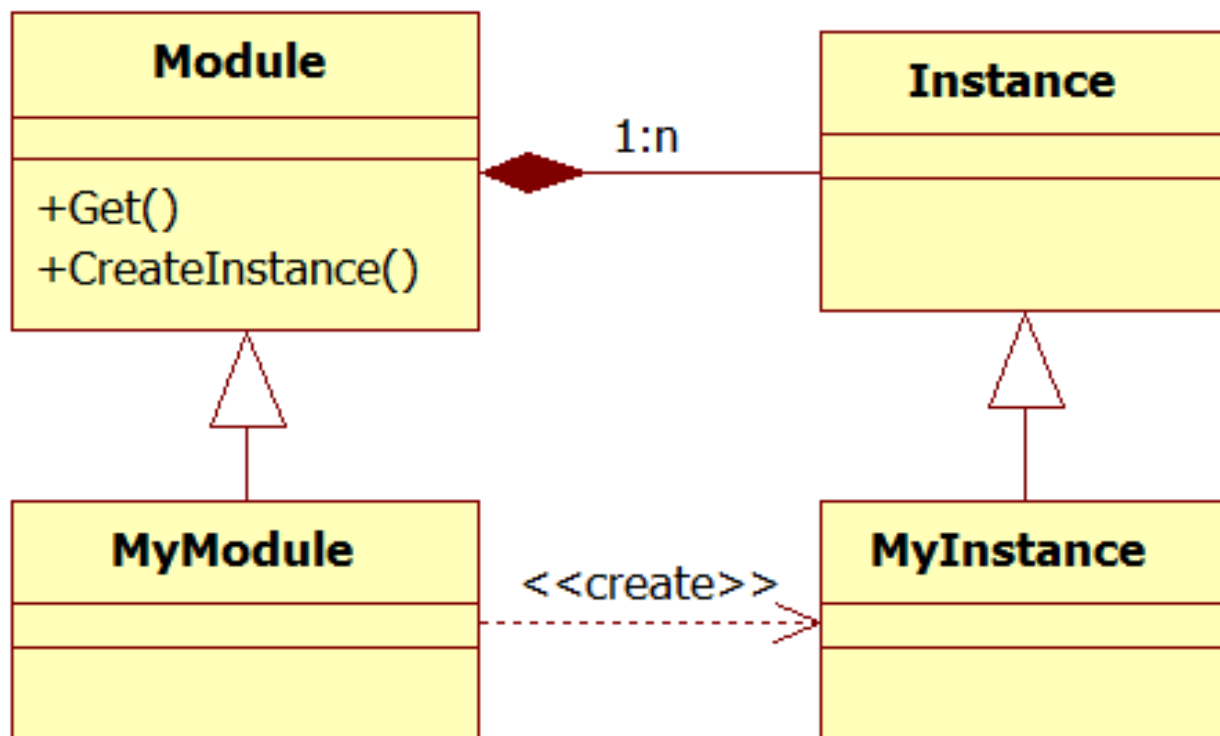 Module
Instance
1:n
+Get()
+CreateInstance()
MyModule
MyInstance
<<create>>